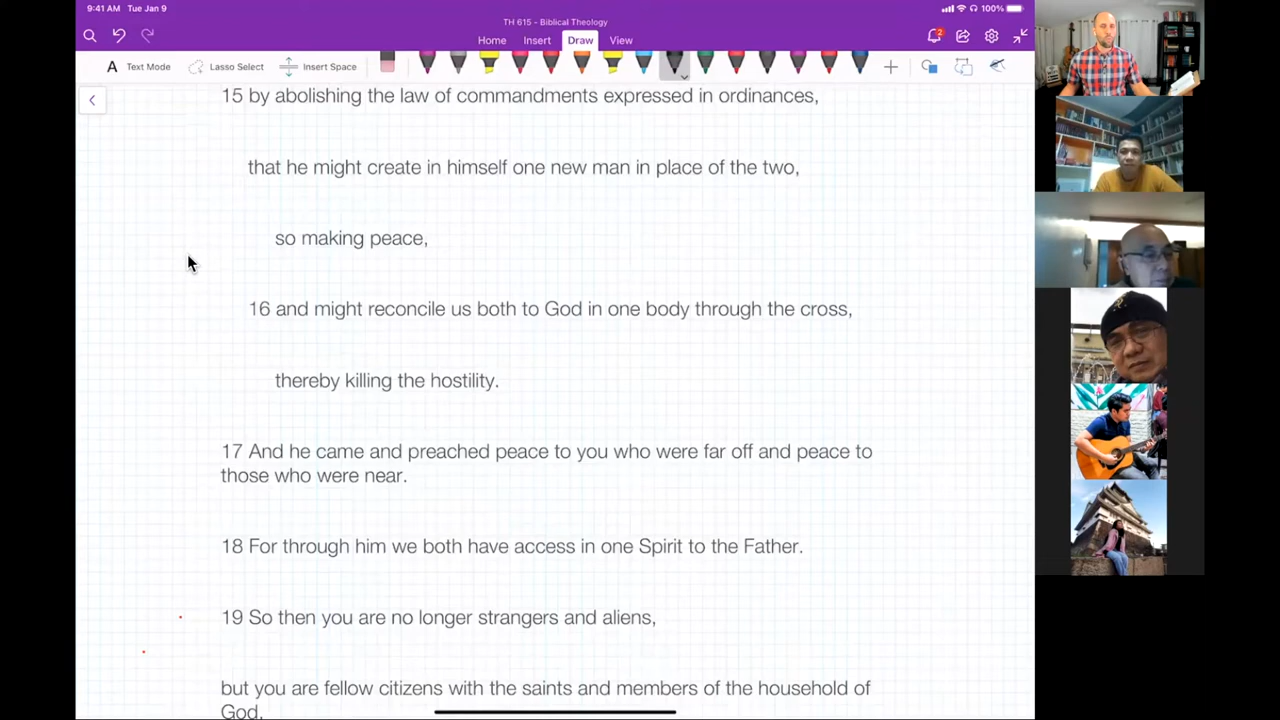 9:41 AM Tue Jan 9
100%
TH 615 - Biblical Theology
Home Insert Draw View
2
A Text Mode Lasso Select Insert Space
15 by abolishing the law of commandments expressed in ordinances,
that he might create in himself one new man in place of the two,
so making peace,
16 and might reconcile us both to God in one body through the cross,
thereby killing the hostility.
17 And he came and preached peace to you who were far off and peace to
those who were near.
18 For through him we both have access in one Spirit to the Father.
19 So then you are no longer strangers and aliens,
but you are fellow citizens with the saints and members of the household of
God,